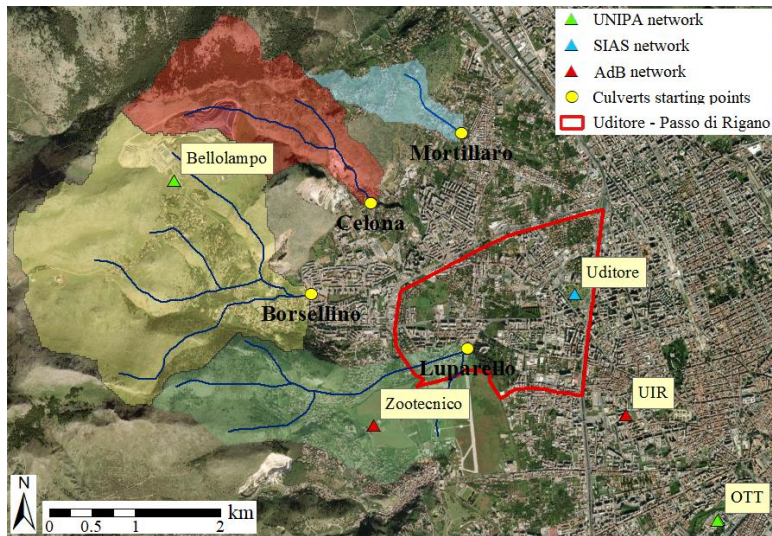 UNIPA network
SIAS network
AdB network
Culverts starting points
Uditore - Passo di Rigano
Bellolampo
Mortillaro
Celona
Uditore
Borsellino
Luparello
Zootecnico
UIR
OTT
N
km
0 0.5 1 2